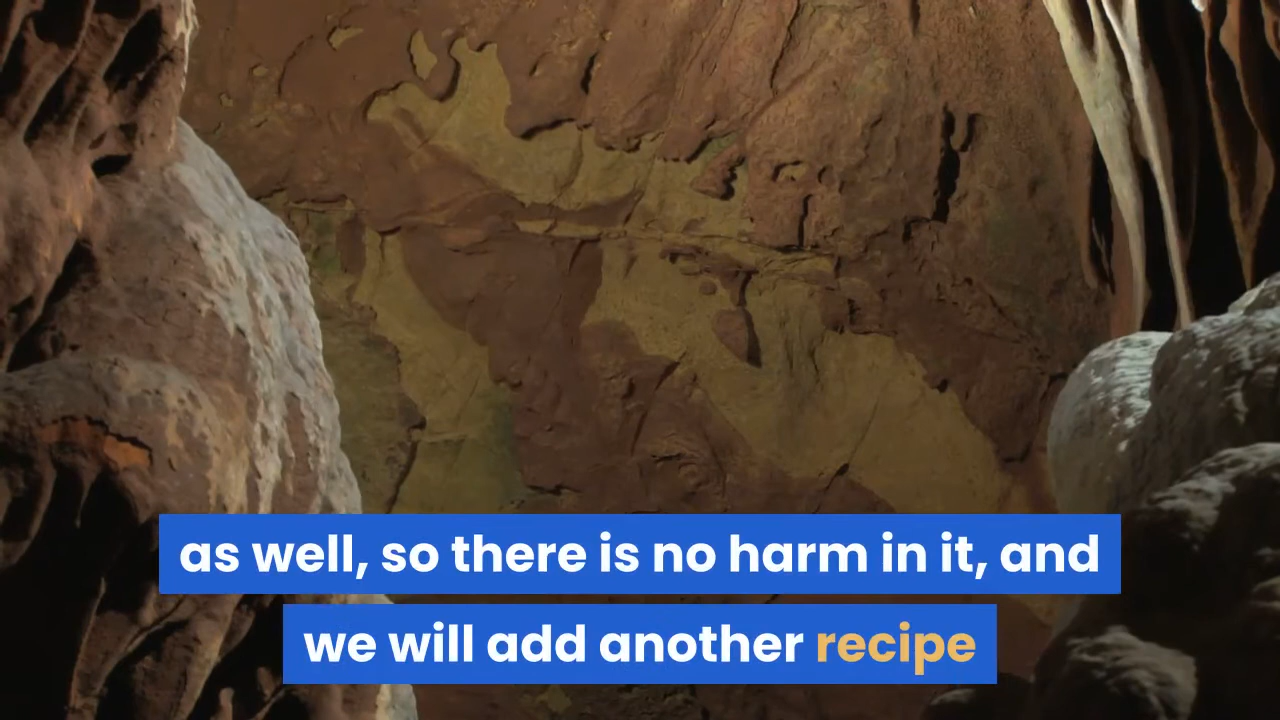 as well, so there is no harm in it, and
we will add another recipe